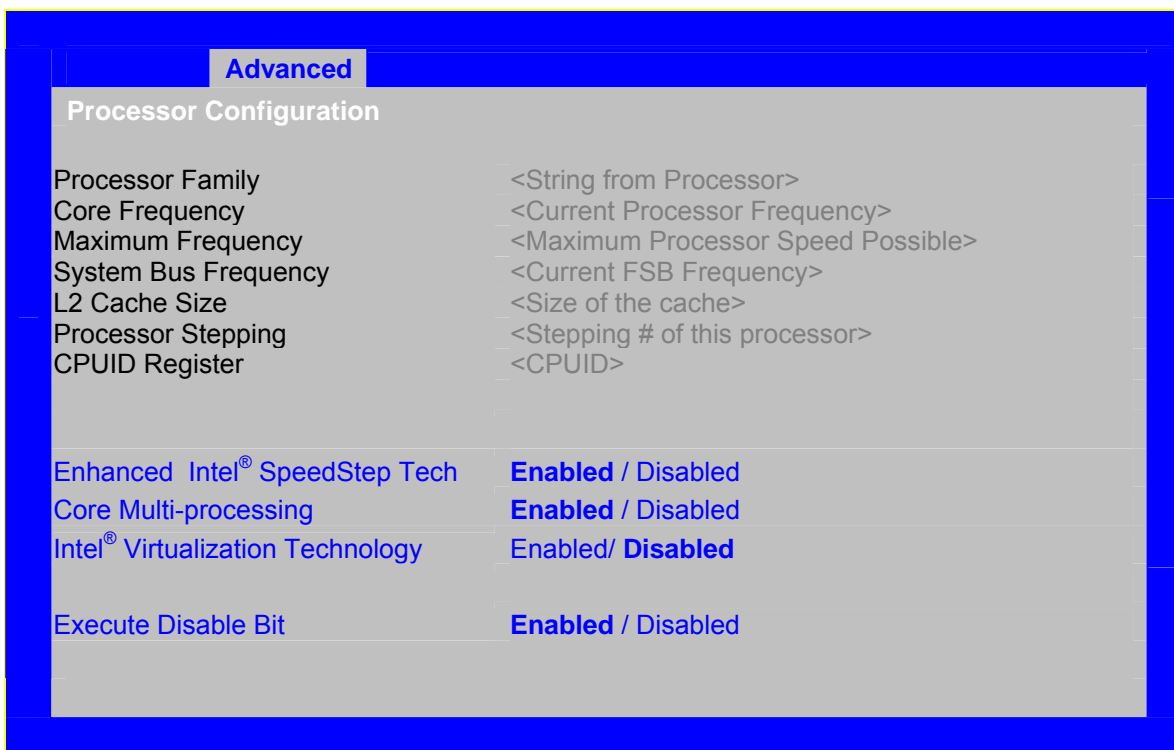 Advanced
Processor Configuration
Processor Family <String from Processor>
Core Frequency <Current Processor Frequency>
Maximum Frequency <Maximum Processor Speed Possible>
System Bus Frequency <Current FSB Frequency>
L2 Cache Size <Size of the cache>
Processor Stepping <Stepping # of this processor>
CPUID Register <CPUID>
Enhanced Intel® SpeedStep Tech Enabled / Disabled
Core Multi-processing Enabled / Disabled
Intel® Virtualization Technology Enabled/ Disabled
Execute Disable Bit Enabled / Disabled